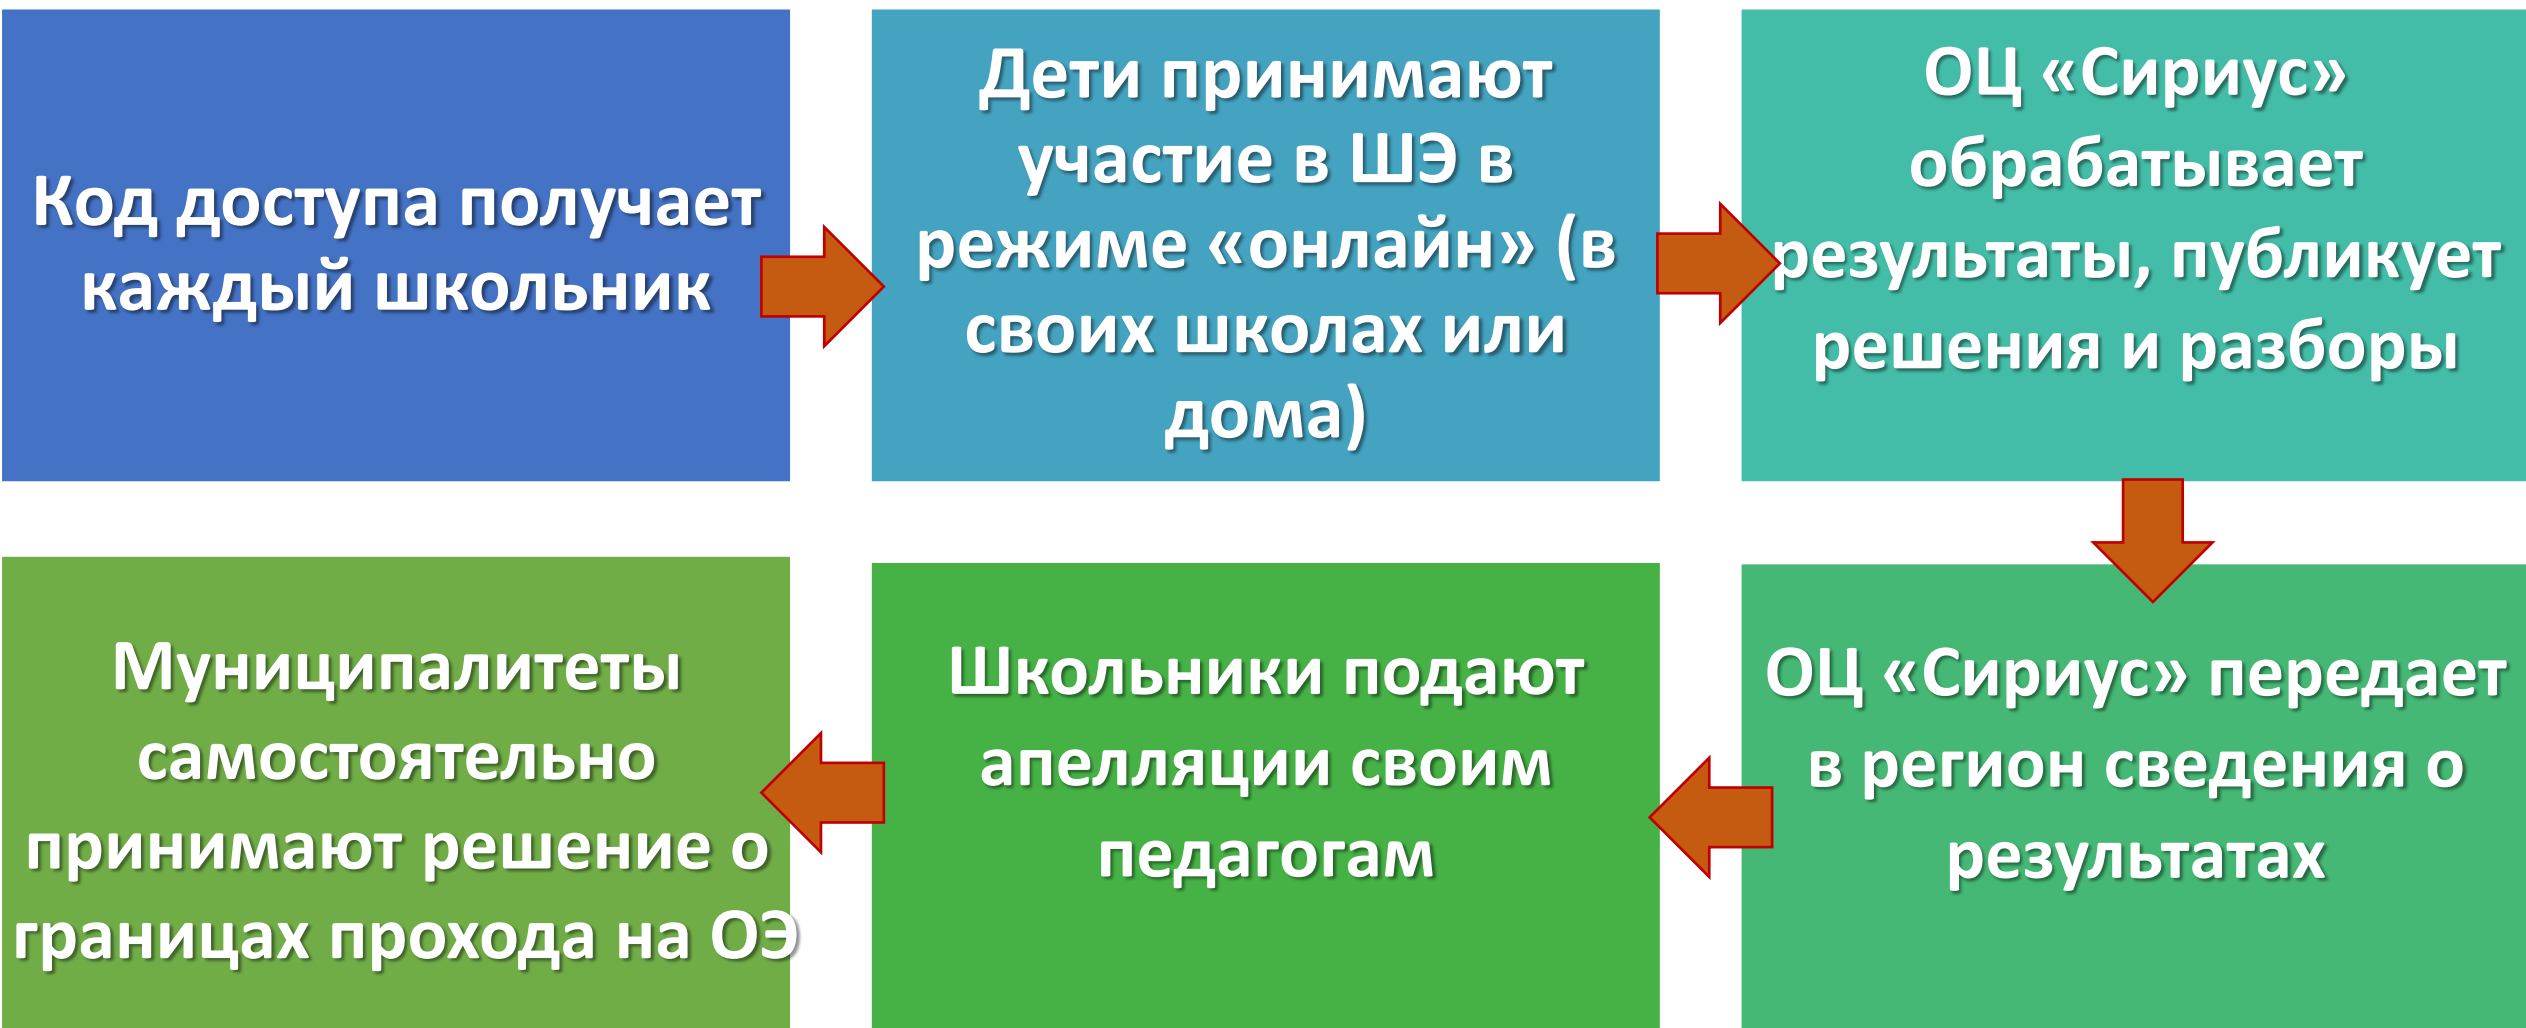 Код доступа получает
каждый школьник
Дети принимают
участие в ШЭ в
режиме «онлайн» (в
своих школах или
дома)
ОЦ «Сириус»
обрабатывает
результаты, публикует
решения и разборы
ОЦ «Сириус» передает
в регион сведения о
результатах
Школьники подают
апелляции своим
педагогам
Муниципалитеты
самостоятельно
принимают решение о
границах прохода на ОЭ